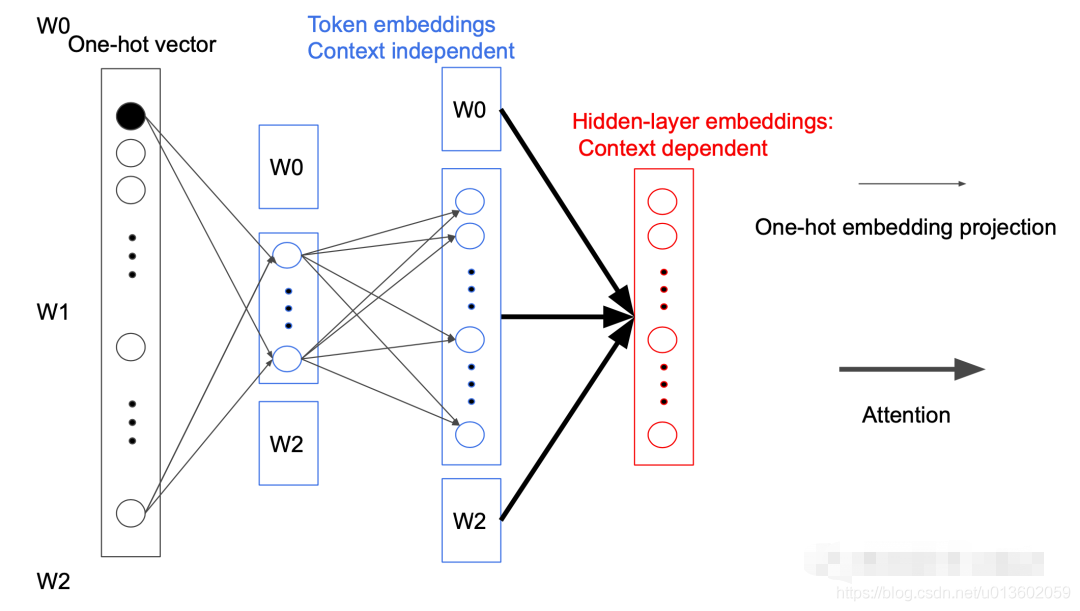 W0
One-hot vector
Token embeddings
Context independent
W0
W0
Hidden-layer embeddings:
Context dependent
One-hot embedding projection
W1
Attention
W2
W2
W2
https://blog.csdn.net/u013602059